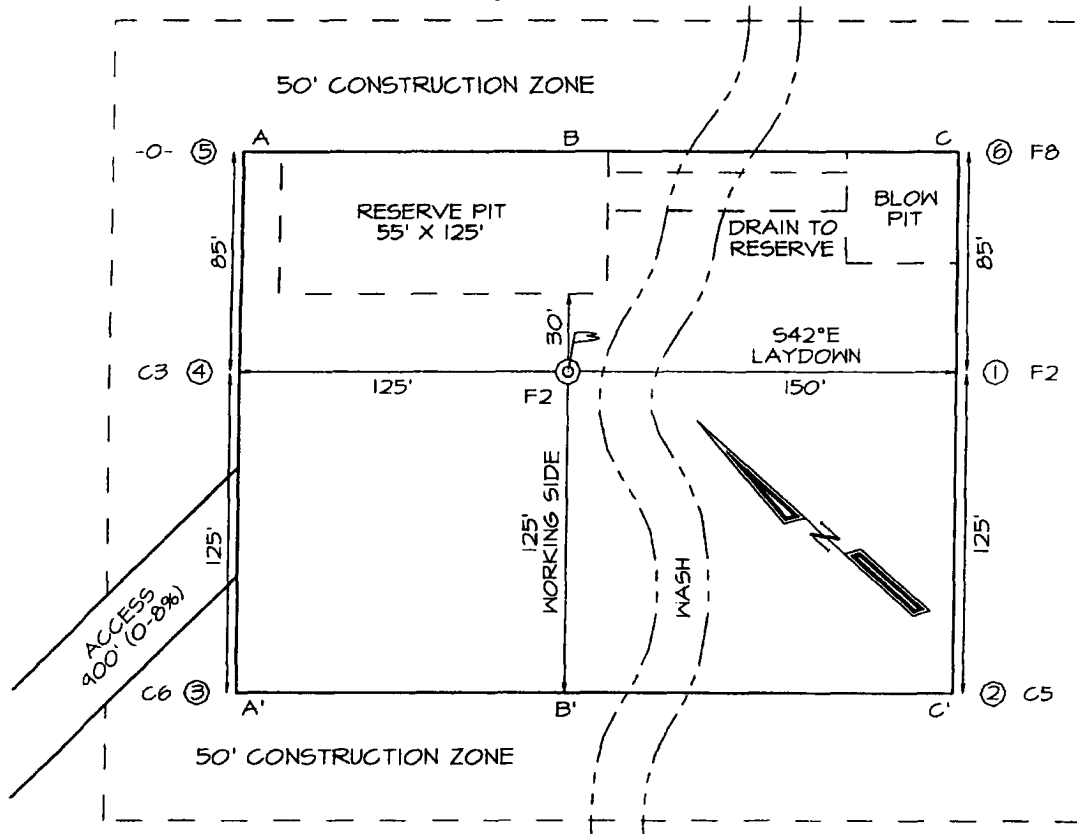 50' CONSTRUCTION ZONE
A
B
C
-0- ⑤
⑥ F8
RESERVE PIT
55' X 125'
BLOW
PIT
DRAIN TO
RESERVE
85'
85'
30'
S42°E
LAYDOWN
C3 ④
125'
F2
150'
① F2
125'
125'
WORKING SIDE
WASH
N
125'
ACCESS
900' (0-8%)
C6 ③
② C5
A'
B'
C'
50' CONSTRUCTION ZONE